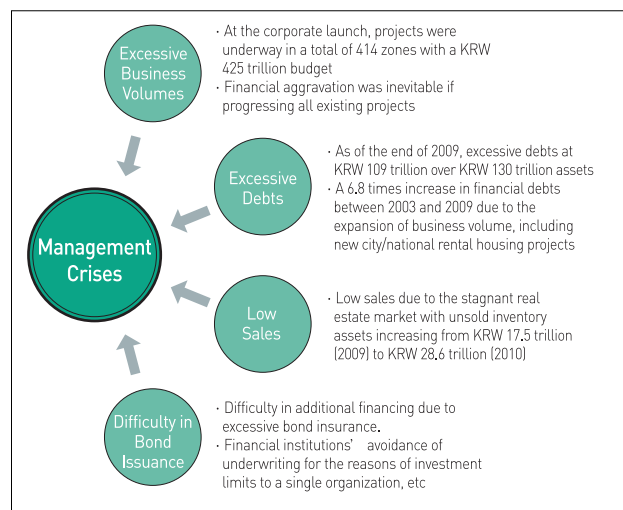 Excessive
Business
Volumes
· At the corporate launch, projects were
underway in a total of 414 zones with a KRW
425 trillion budget
· Financial aggravation was inevitable if
progressing all existing projects
Excessive
Debts
· As of the end of 2009, excessive debts at
KRW 109 trillion over KRW 130 trillion assets
· A 6.8 times increase in financial debts
between 2003 and 2009 due to the
expansion of business volume, including
new city/national rental housing projects
Management
Crises
Low
Sales
· Low sales due to the stagnant real
estate market with unsold inventory
assets increasing from KRW 17.5 trillion
(2009) to KRW 28.6 trillion (2010)
Difficulty in
Bond
Issuance
· Difficulty in additional financing due to
excessive bond insurance.
· Financial institutions’ avoidance of
underwriting for the reasons of investment
limits to a single organization, etc